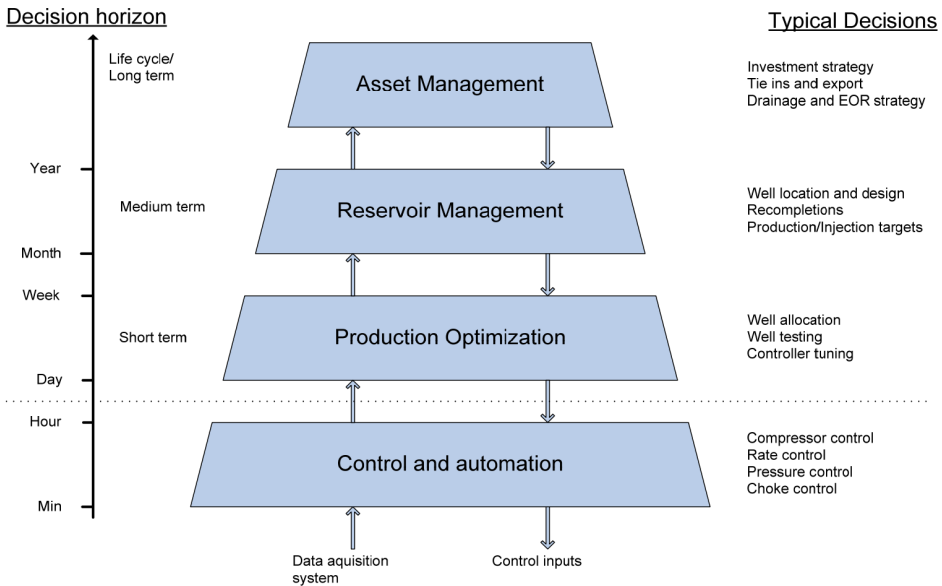 Decision horizon
Typical Decisions
Life cycle/
Long term
Asset Management
Investment strategy
Tie ins and export
Drainage and EOR strategy
Year
Medium term
Reservoir Management
Well location and design
Recompletions
Production/Injection targets
Month
Week
Short term
Production Optimization
Well allocation
Well testing
Controller tuning
Day
Hour
Control and automation
Compressor control
Rate control
Pressure control
Choke control
Min
Data aquisition
system
Control inputs